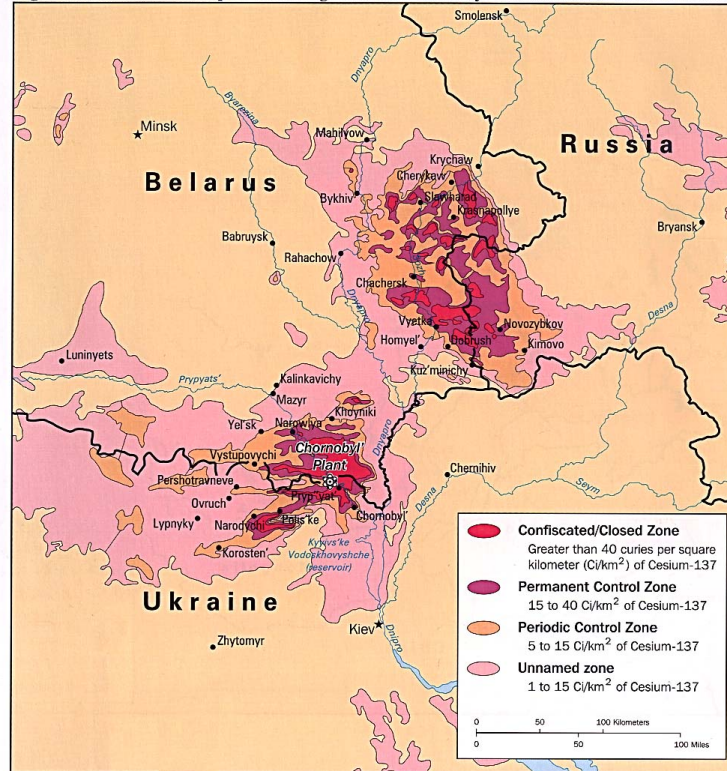 Smolensk
Dnyapro
Byarezina
Minsk
Mahilyow
Russia
Krychaw
Belarus
Cherykaw
Bykhiv
Slawharad
Krasnapollye
Babruysk
Bryansk
Rahachow
Sozh
Chachersk
Dnyapro
Desna
Vyetka
Novozybkov
Luninyets
Homyel'
Dobrush
Kimovo
Kuz'minichy
Prypyats'
Kalinkavichy
Mazyr
Khoyniki
Yel'sk
Narowlya
Dnyapro
Chornobyl'
Plant
Vystupovychi
Chernihiv
Desna
Seym
Pershotravneve
Pryp"yat
Ovruch
Chornobyl'
Lypnyky
Narodychi
Polis'ke
Kyyivs'ke
Vodoskhovyshche
(reservoir)
Korosten'
Ukraine
Kiev
Dnipro
Zhytomyr
Confiscated/Closed Zone
Greater than 40 curies per square
kilometer (Ci/km²) of Cesium-137
Permanent Control Zone
15 to 40 Ci/km² of Cesium-137
Periodic Control Zone
5 to 15 Ci/km² of Cesium-137
Unnamed zone
1 to 15 Ci/km² of Cesium-137
0 50 100 Kilometers
0 50 100 Miles